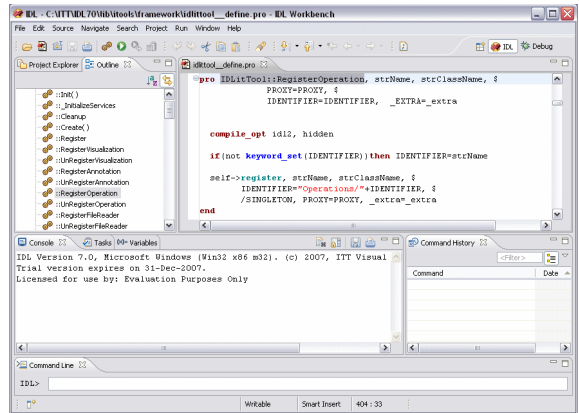 IDL - C:\ITT\IDL70\lib\itools\framework\idlittool__define.pro - IDL Workbench
File Edit Source Navigate Search Project Run Window Help
IDL Debug
Project Explorer Outline
idlittool__define.pro
::Init( )
::_InitializeServices
::Cleanup
::Create( )
::Register
::RegisterVisualization
::UnRegisterVisualization
::RegisterAnnotation
::UnRegisterAnnotation
::RegisterOperation
::UnRegisterOperation
::RegisterFileReader
::UnRegisterFileReader
pro IDLitTool::RegisterOperation, strName, strClassName, $
PROXY=PROXY, $
IDENTIFIER=IDENTIFIER, _EXTRA=_extra
compile_opt idl2, hidden
if(not keyword_set(IDENTIFIER))then IDENTIFIER=strName
self->register, strName, strClassName, $
IDENTIFIER="Operations/"+IDENTIFIER, $
/SINGLETON, PROXY=PROXY, _extra=_extra
end
Console Tasks Variables
IDL Version 7.0, Microsoft Windows (Win32 x86 m32). (c) 2007, ITT Visual
Trial version expires on 31-Dec-2007.
Licensed for use by: Evaluation Purposes Only
Command History
<Filter>
Command Date
Command Line
IDL>
Writable Smart Insert 404 : 33